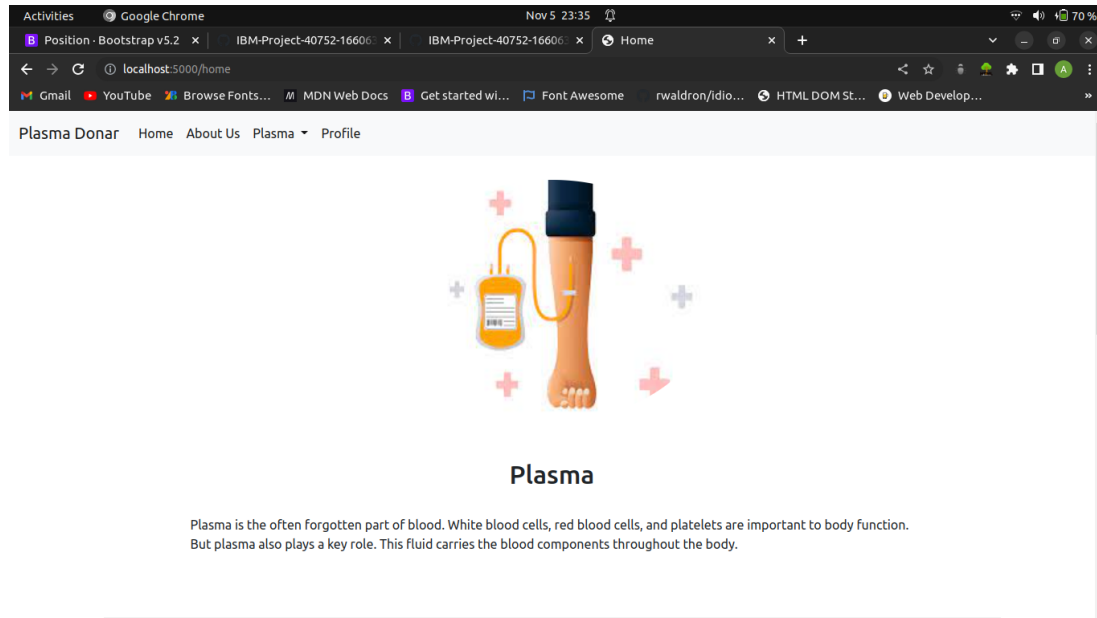 Activities Google Chrome Nov 5 23:35 70 %
B Position · Bootstrap v5.2 IBM-Project-40752-16606 IBM-Project-40752-16606 Home
localhost:5000/home A
Gmail YouTube Browse Fonts... M MDN Web Docs B Get started wi... Font Awesome rwaldron/idio... HTML DOM St... Web Develop... »
Plasma Donar Home About Us Plasma Profile
Plasma
Plasma is the often forgotten part of blood. White blood cells, red blood cells, and platelets are important to body function.
But plasma also plays a key role. This fluid carries the blood components throughout the body.